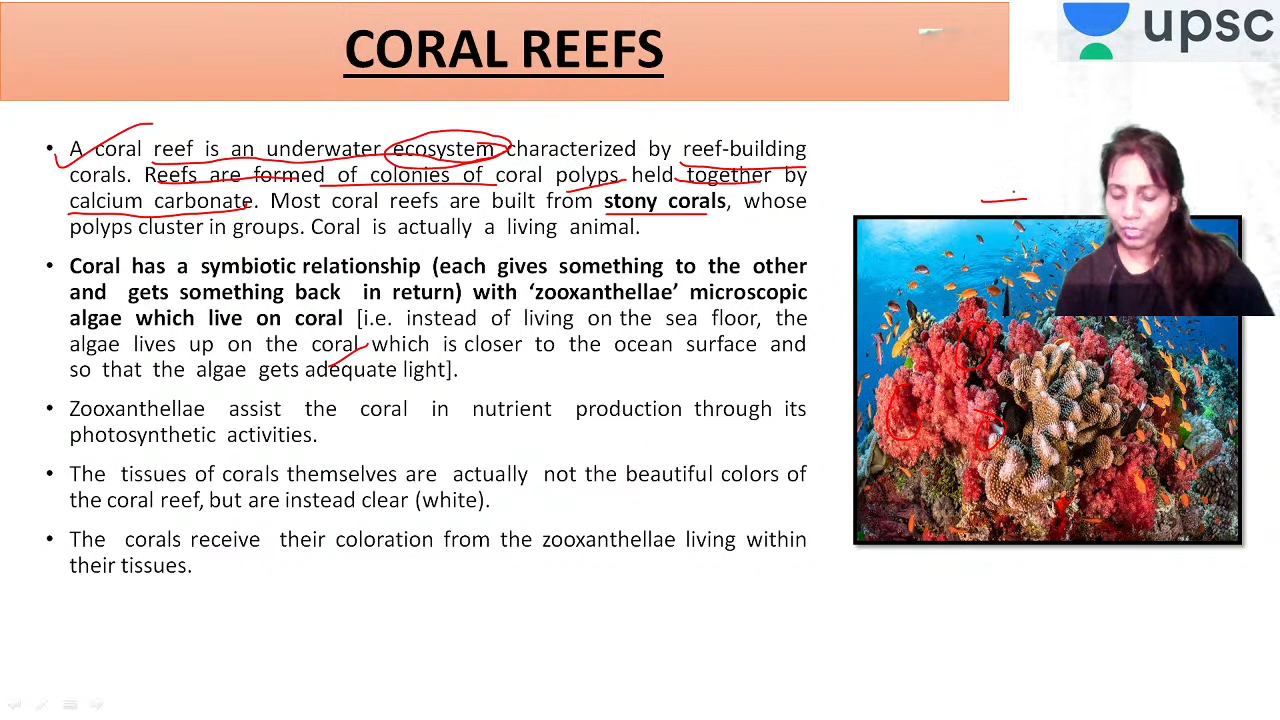 CORAL REEFS
upsc
• A coral reef is an underwater ecosystem characterized by reef-building
corals. Reefs are formed of colonies of coral polyps held together by
calcium carbonate. Most coral reefs are built from stony corals, whose
polyps cluster in groups. Coral is actually a living animal.
• Coral has a symbiotic relationship (each gives something to the other
and gets something back in return) with ‘zooxanthellae’ microscopic
algae which live on coral [i.e. instead of living on the sea floor, the
algae lives up on the coral which is closer to the ocean surface and
so that the algae gets adequate light].
• Zooxanthellae assist the coral in nutrient production through its
photosynthetic activities.
• The tissues of corals themselves are actually not the beautiful colors of
the coral reef, but are instead clear (white).
• The corals receive their coloration from the zooxanthellae living within
their tissues.